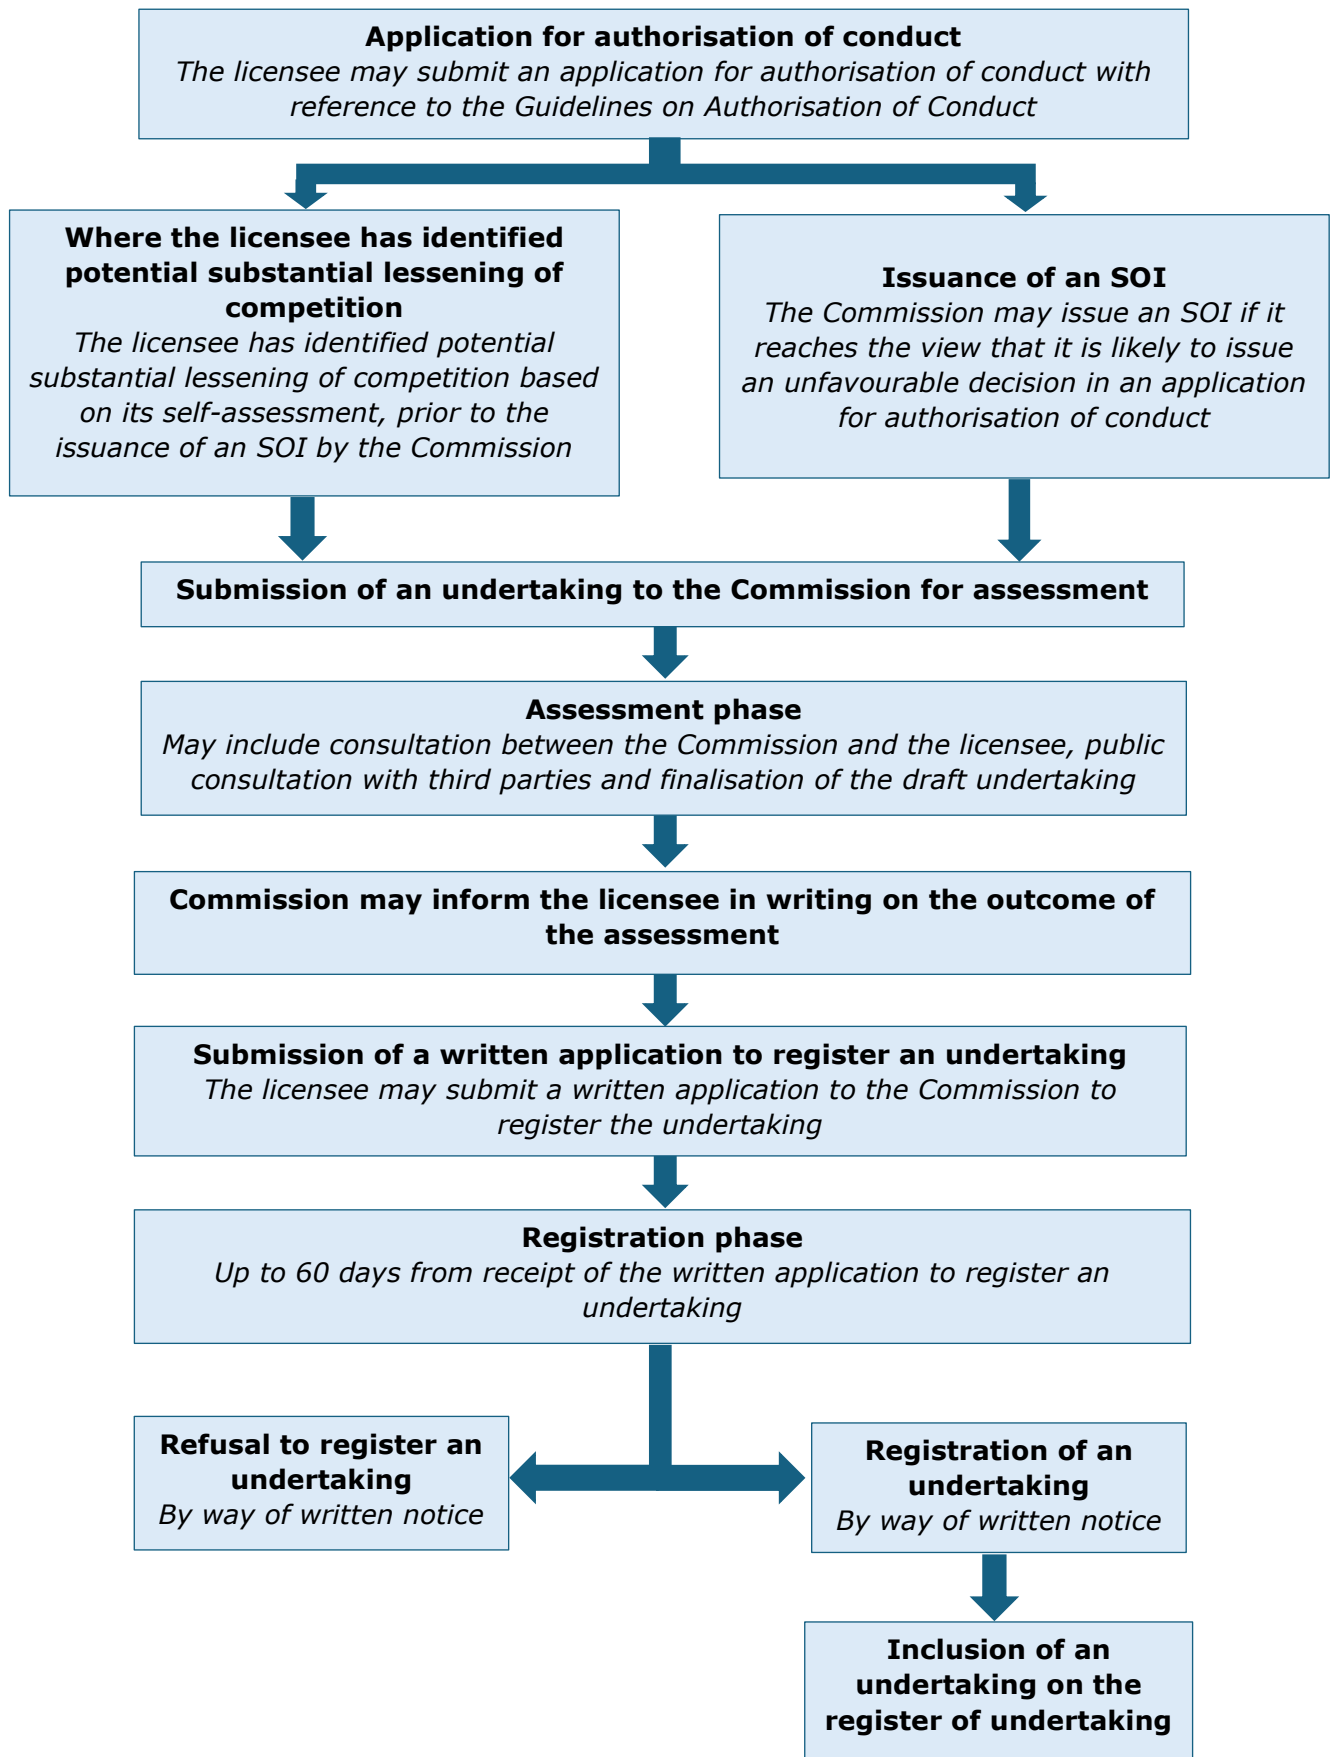 Application for authorisation of conduct
The licensee may submit an application for authorisation of conduct with
reference to the Guidelines on Authorisation of Conduct
Where the licensee has identified
potential substantial lessening of
competition
The licensee has identified potential
substantial lessening of competition based
on its self-assessment, prior to the
issuance of an SOI by the Commission
Issuance of an SOI
The Commission may issue an SOI if it
reaches the view that it is likely to issue
an unfavourable decision in an application
for authorisation of conduct
Submission of an undertaking to the Commission for assessment
Assessment phase
May include consultation between the Commission and the licensee, public
consultation with third parties and finalisation of the draft undertaking
Commission may inform the licensee in writing on the outcome of
the assessment
Submission of a written application to register an undertaking
The licensee may submit a written application to the Commission to
register the undertaking
Registration phase
Up to 60 days from receipt of the written application to register an
undertaking
Refusal to register an
undertaking
By way of written notice
Registration of an
undertaking
By way of written notice
Inclusion of an
undertaking on the
register of undertaking